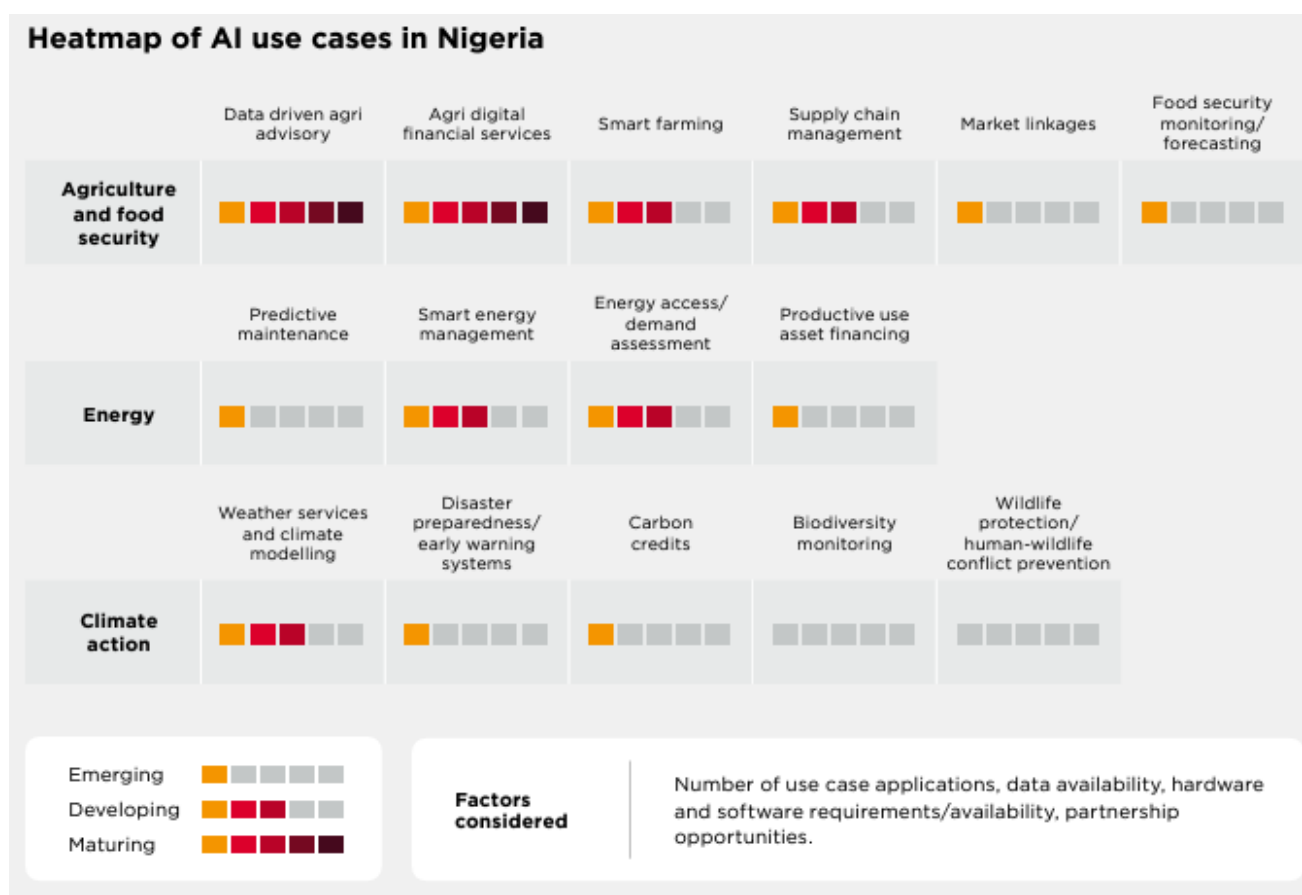 Heatmap of AI use cases in Nigeria
Data driven agri
advisory
Agri digital
financial services
Smart farming
Supply chain
management
Market linkages
Food security
monitoring/
forecasting
Agriculture
and food
security
Predictive
maintenance
Smart energy
management
Energy access/
demand
assessment
Productive use
asset financing
Energy
Weather services
and climate
modelling
Disaster
preparedness/
early warning
systems
Carbon
credits
Biodiversity
monitoring
Wildlife
protection/
human-wildlife
conflict prevention
Climate
action
Emerging
Developing
Maturing
Factors
considered
Number of use case applications, data availability, hardware
and software requirements/availability, partnership
opportunities.